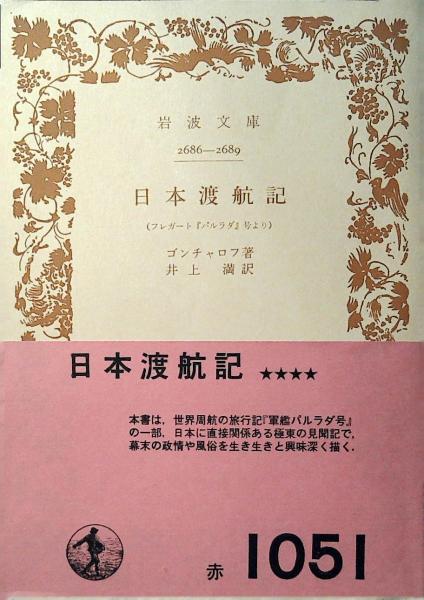 岩波文庫
2686—2689
日本渡航記
(フレガート『パルラダ』号より)
ゴンチャロフ著
井上満訳
日本渡航記 ★★★★
本書は，世界周航の旅行記『軍艦パルラダ号』
の一部．日本に直接関係ある極東の見聞記で，
幕末の政情や風俗を生き生きと興味深く描く．
赤 1051